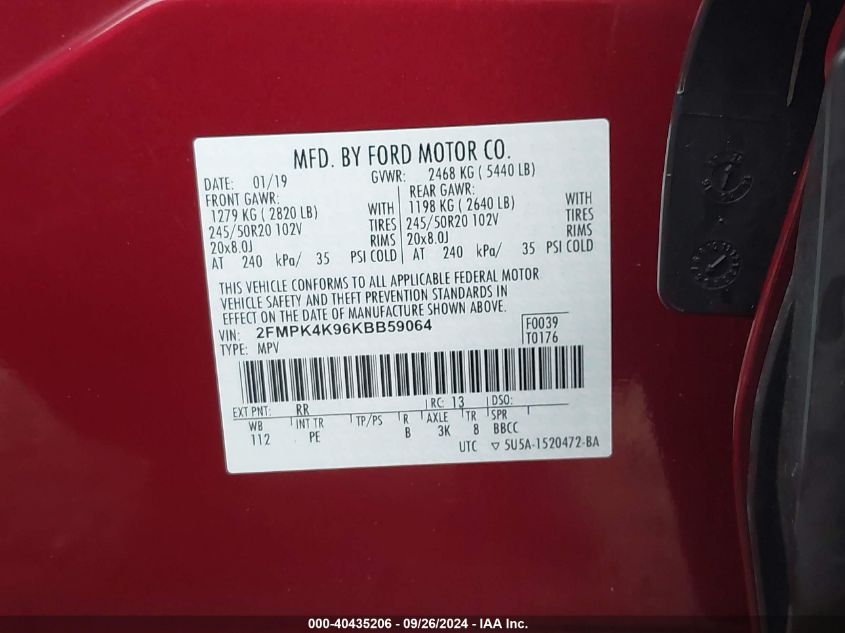 MFD. BY FORD MOTOR CO.
DATE: 01/19 GVWR: 2468 KG ( 5440 LB)
FRONT GAWR: REAR GAWR:
1279 KG ( 2820 LB) WITH 1198 KG ( 2640 LB) WITH
245/50R20 102V TIRES 245/50R20 102V TIRES
20x8.0J RIMS 20x8.0J RIMS
AT 240 kPa/ 35 PSI COLD AT 240 kPa/ 35 PSI COLD
THIS VEHICLE CONFORMS TO ALL APPLICABLE FEDERAL MOTOR
VEHICLE SAFETY AND THEFT PREVENTION STANDARDS IN
EFFECT ON THE DATE OF MANUFACTURE SHOWN ABOVE.
VIN: 2FMPK4K96KBB59064 F0039
TYPE: MPV T0176
EXT PNT: RR RC: 13 DSO:
WB INT TR TP/PS R AXLE TR SPR
112 PE B 3K 8 BBCC
UTC ▽ 5U5A-1520472-BA
000-40435206 - 09/26/2024 - IAA Inc.